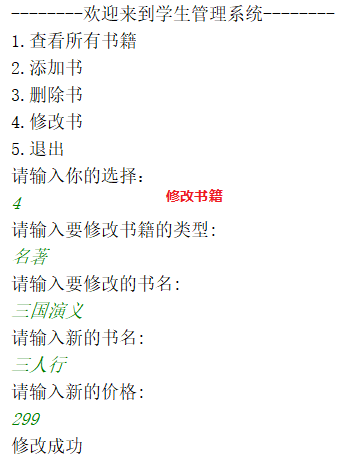 --------欢迎来到学生管理系统--------
1.查看所有书籍
2.添加书
3.删除书
4.修改书
5.退出
请输入你的选择:
修改书籍
4
请输入要修改书籍的类型:
名著
请输入要修改的书名:
三国演义
请输入新的书名:
三人行
请输入新的价格:
299
修改成功